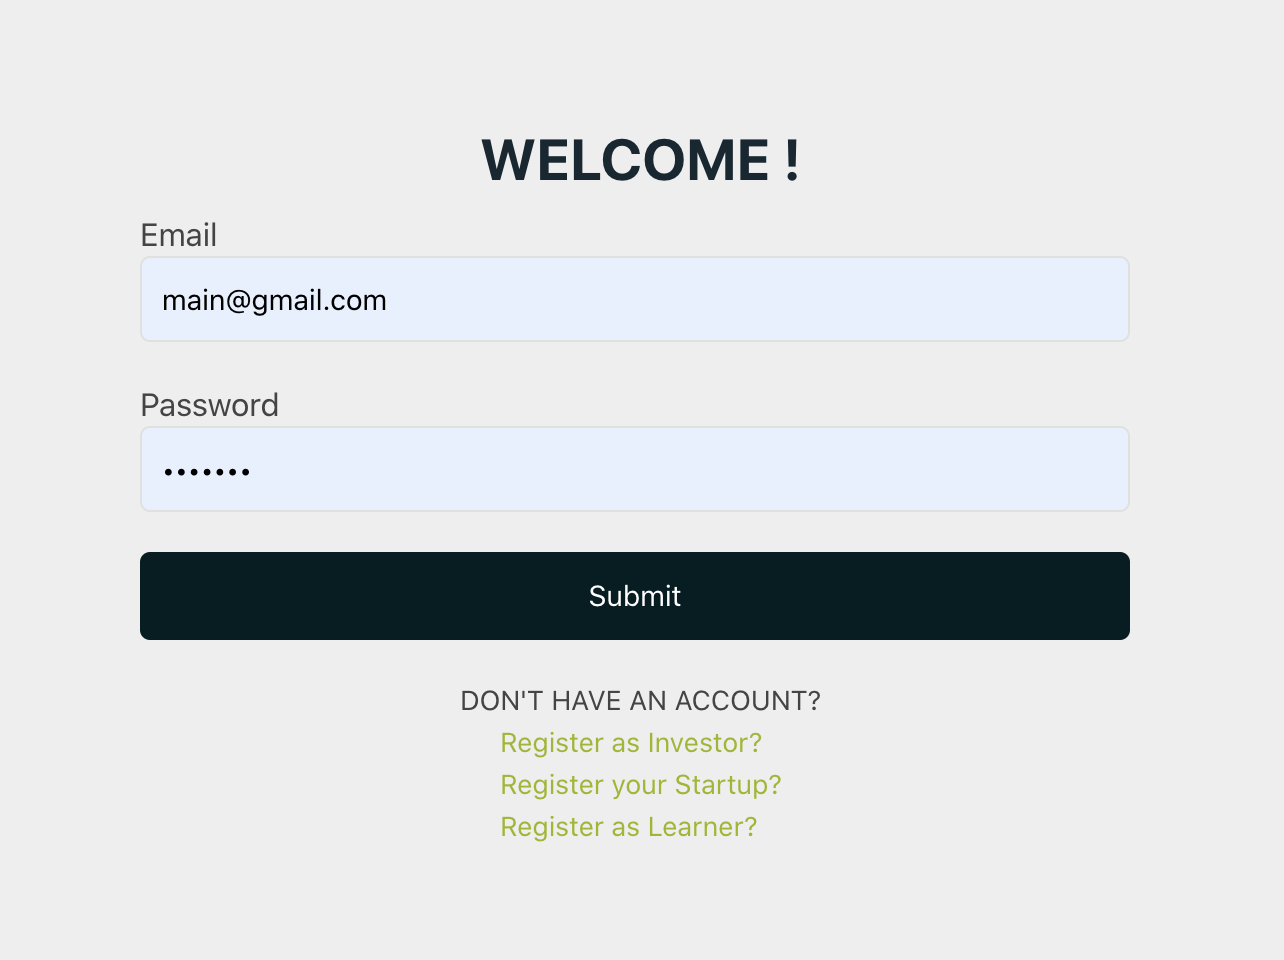 WELCOME !
Email
main@gmail.com
Password
•••••••
Submit
DON'T HAVE AN ACCOUNT?
Register as Investor?
Register your Startup?
Register as Learner?